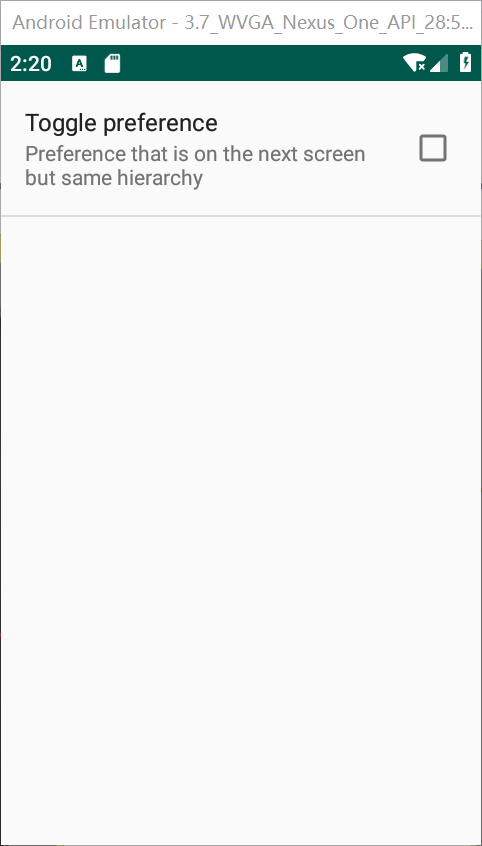 Android Emulator - 3.7_WVGA_Nexus_One_API_28:5...
2:20
Toggle preference
Preference that is on the next screen
but same hierarchy